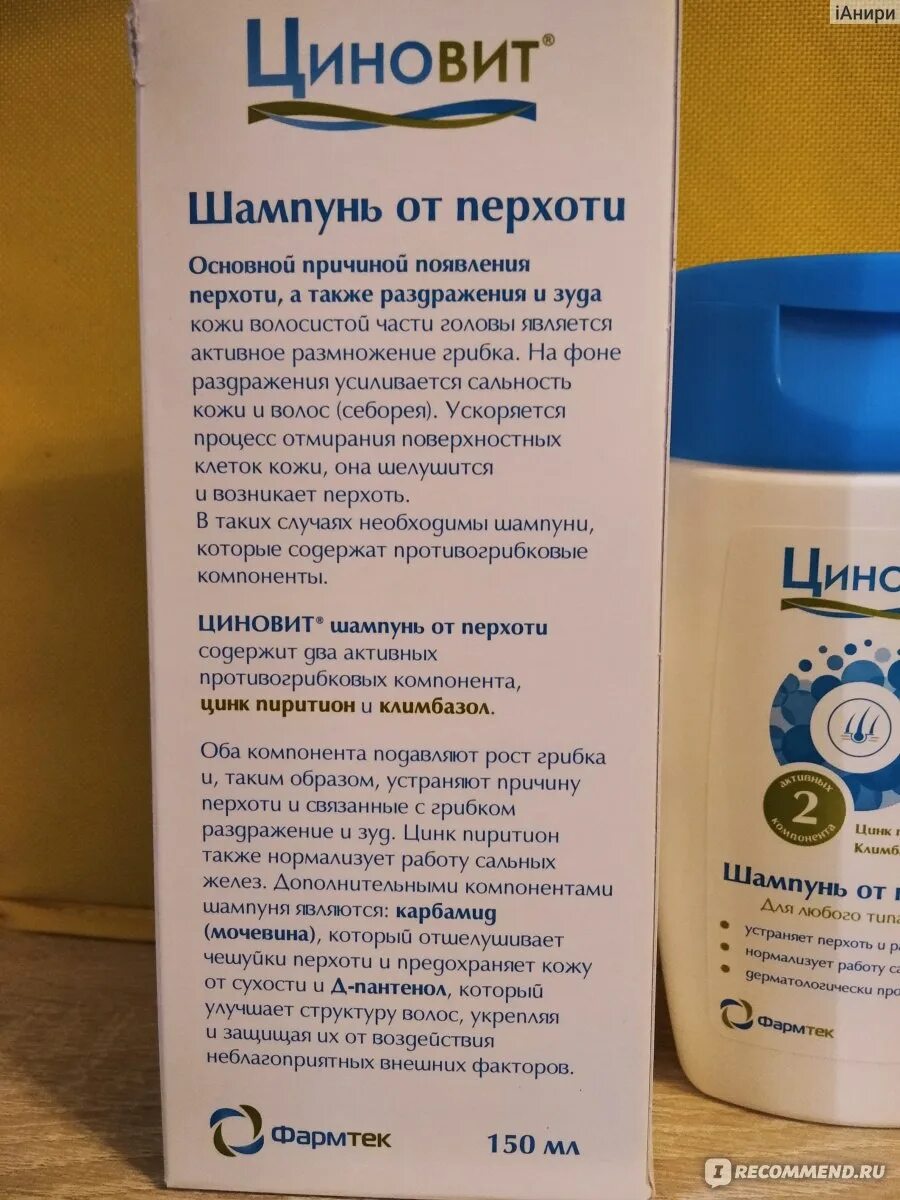 iАнири
Циновит®
Шампунь от перхоти
Основной причиной появления
перхоти, а также раздражения и зуда
кожи волосистой части головы является
активное размножение грибка. На фоне
раздражения усиливается сальность
кожи и волос (себорея). Ускоряется
процесс отмирания поверхностных
клеток кожи, она шелушится
и возникает перхоть.
В таких случаях необходимы шампуни,
которые содержат противогрибковые
компоненты.
ЦИНОВИТ® шампунь от перхоти
содержит два активных
противогрибковых компонента,
цинк пиритион и климбазол.
Оба компонента подавляют рост грибка
и, таким образом, устраняют причину
перхоти и связанные с грибком
раздражение и зуд. Цинк пиритион
также нормализует работу сальных
желез. Дополнительными компонентами
шампуня являются: карбамид
(мочевина), который отшелушивает
чешуйки перхоти и предохраняет кожу
от сухости и Д-пантенол, который
улучшает структуру волос, укрепляя
и защищая их от воздействия
неблагоприятных внешних факторов.
Фармтек 150 мл
Цино
активных
2
компонента
Цинк п
Климба
Шампунь от п
Для любого типа
устраняет перхоть и ра
нормализует работу са
дерматологически про
Фармтек
IRECOMMEND.RU